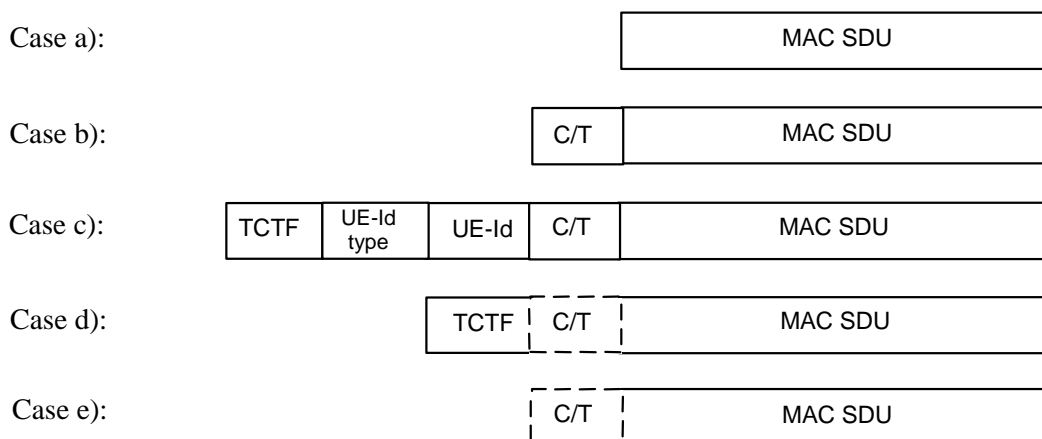 Case a): MAC SDU
Case b): C/T MAC SDU
Case c): TCTF UE-Id type UE-Id C/T MAC SDU
Case d): TCTF C/T MAC SDU
Case e): C/T MAC SDU